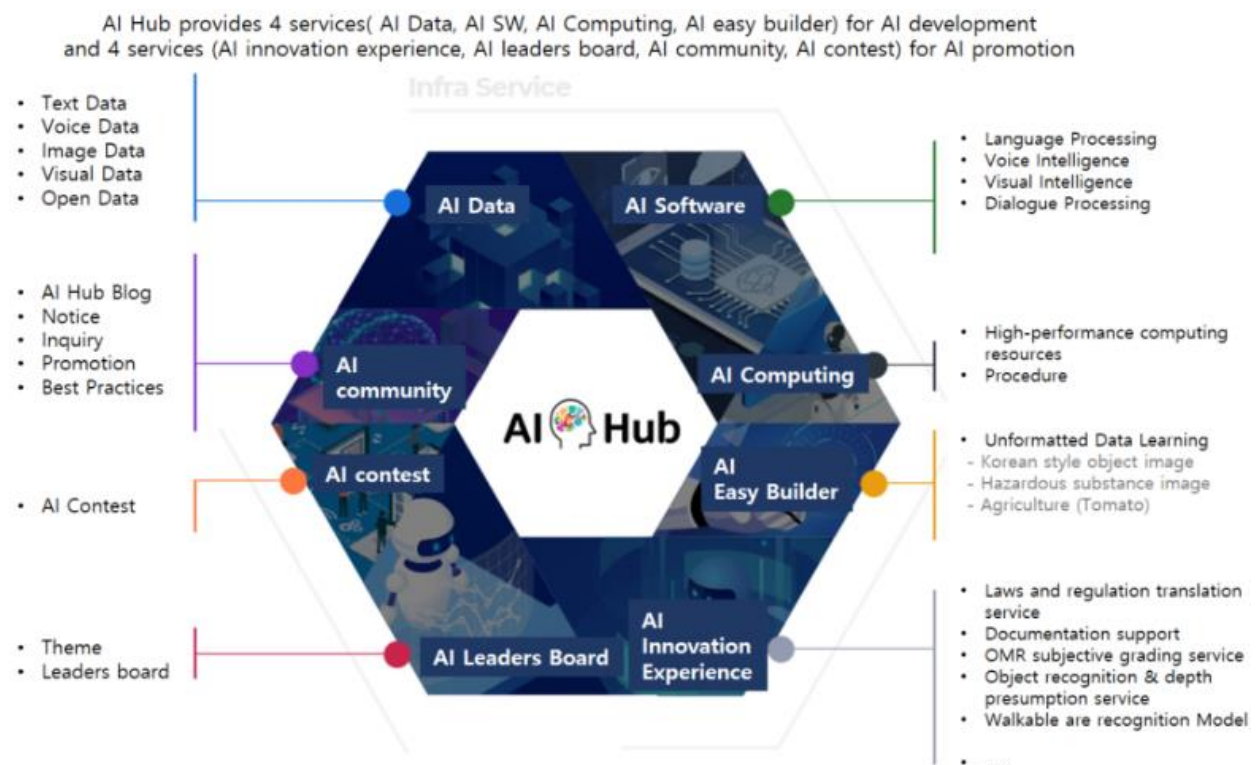 AI Hub provides 4 services( AI Data, AI SW, AI Computing, AI easy builder) for AI development
and 4 services (AI innovation experience, AI leaders board, AI community, AI contest) for AI promotion
Infra Service
• Text Data
• Voice Data
• Image Data
• Visual Data
• Open Data
AI Data
AI Software
• Language Processing
• Voice Intelligence
• Visual Intelligence
• Dialogue Processing
• AI Hub Blog
• Notice
• Inquiry
• Promotion
• Best Practices
AI
community
AI Computing
• High-performance computing
resources
• Procedure
AI Hub
• AI Contest
AI contest
AI
Easy Builder
• Unformatted Data Learning
- Korean style object image
- Hazardous substance image
- Agriculture (Tomato)
• Theme
• Leaders board
AI Leaders Board
AI
Innovation
Experience
• Laws and regulation translation
service
• Documentation support
• OMR subjective grading service
• Object recognition & depth
presumption service
• Walkable are recognition Model